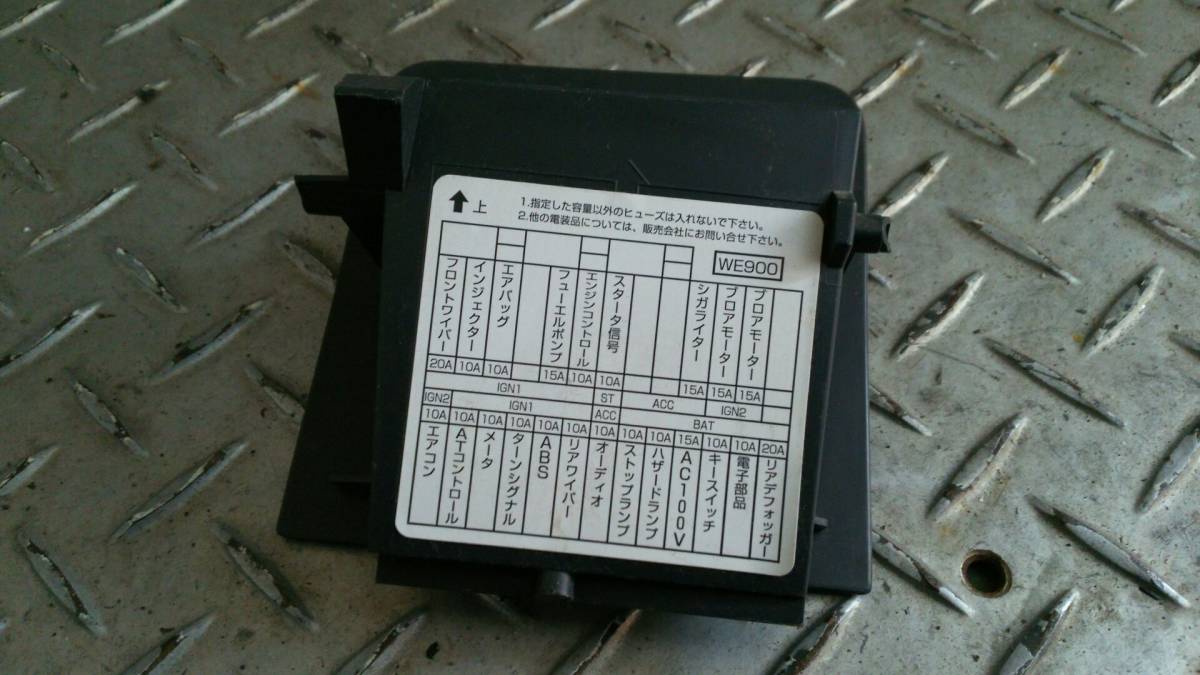 上
1.指定した容量以外のヒューズは入れないで下さい。
2.他の電装品については、販売会社にお問い合せ下さい。
WE900
フロントワイパー
インジェクター
エアバッグ
フューエルポンプ
エンジンコントロール
スタータ信号
シガライター
ブロアモーター
ブロアモーター
20A 10A 10A 15A 10A 10A 15A 15A 15A
IGN1 ST ACC IGN2
IGN2 IGN1 ACC BAT
10A 10A 10A 10A 10A 10A 10A 10A 10A 15A 10A 10A 20A
エアコン
ATコントロール
メータ
ターンシグナル
ABS
リアワイパー
オーディオ
ストップランプ
ハザードランプ
AC100V
キースイッチ
電子部品
リアデフォッガー